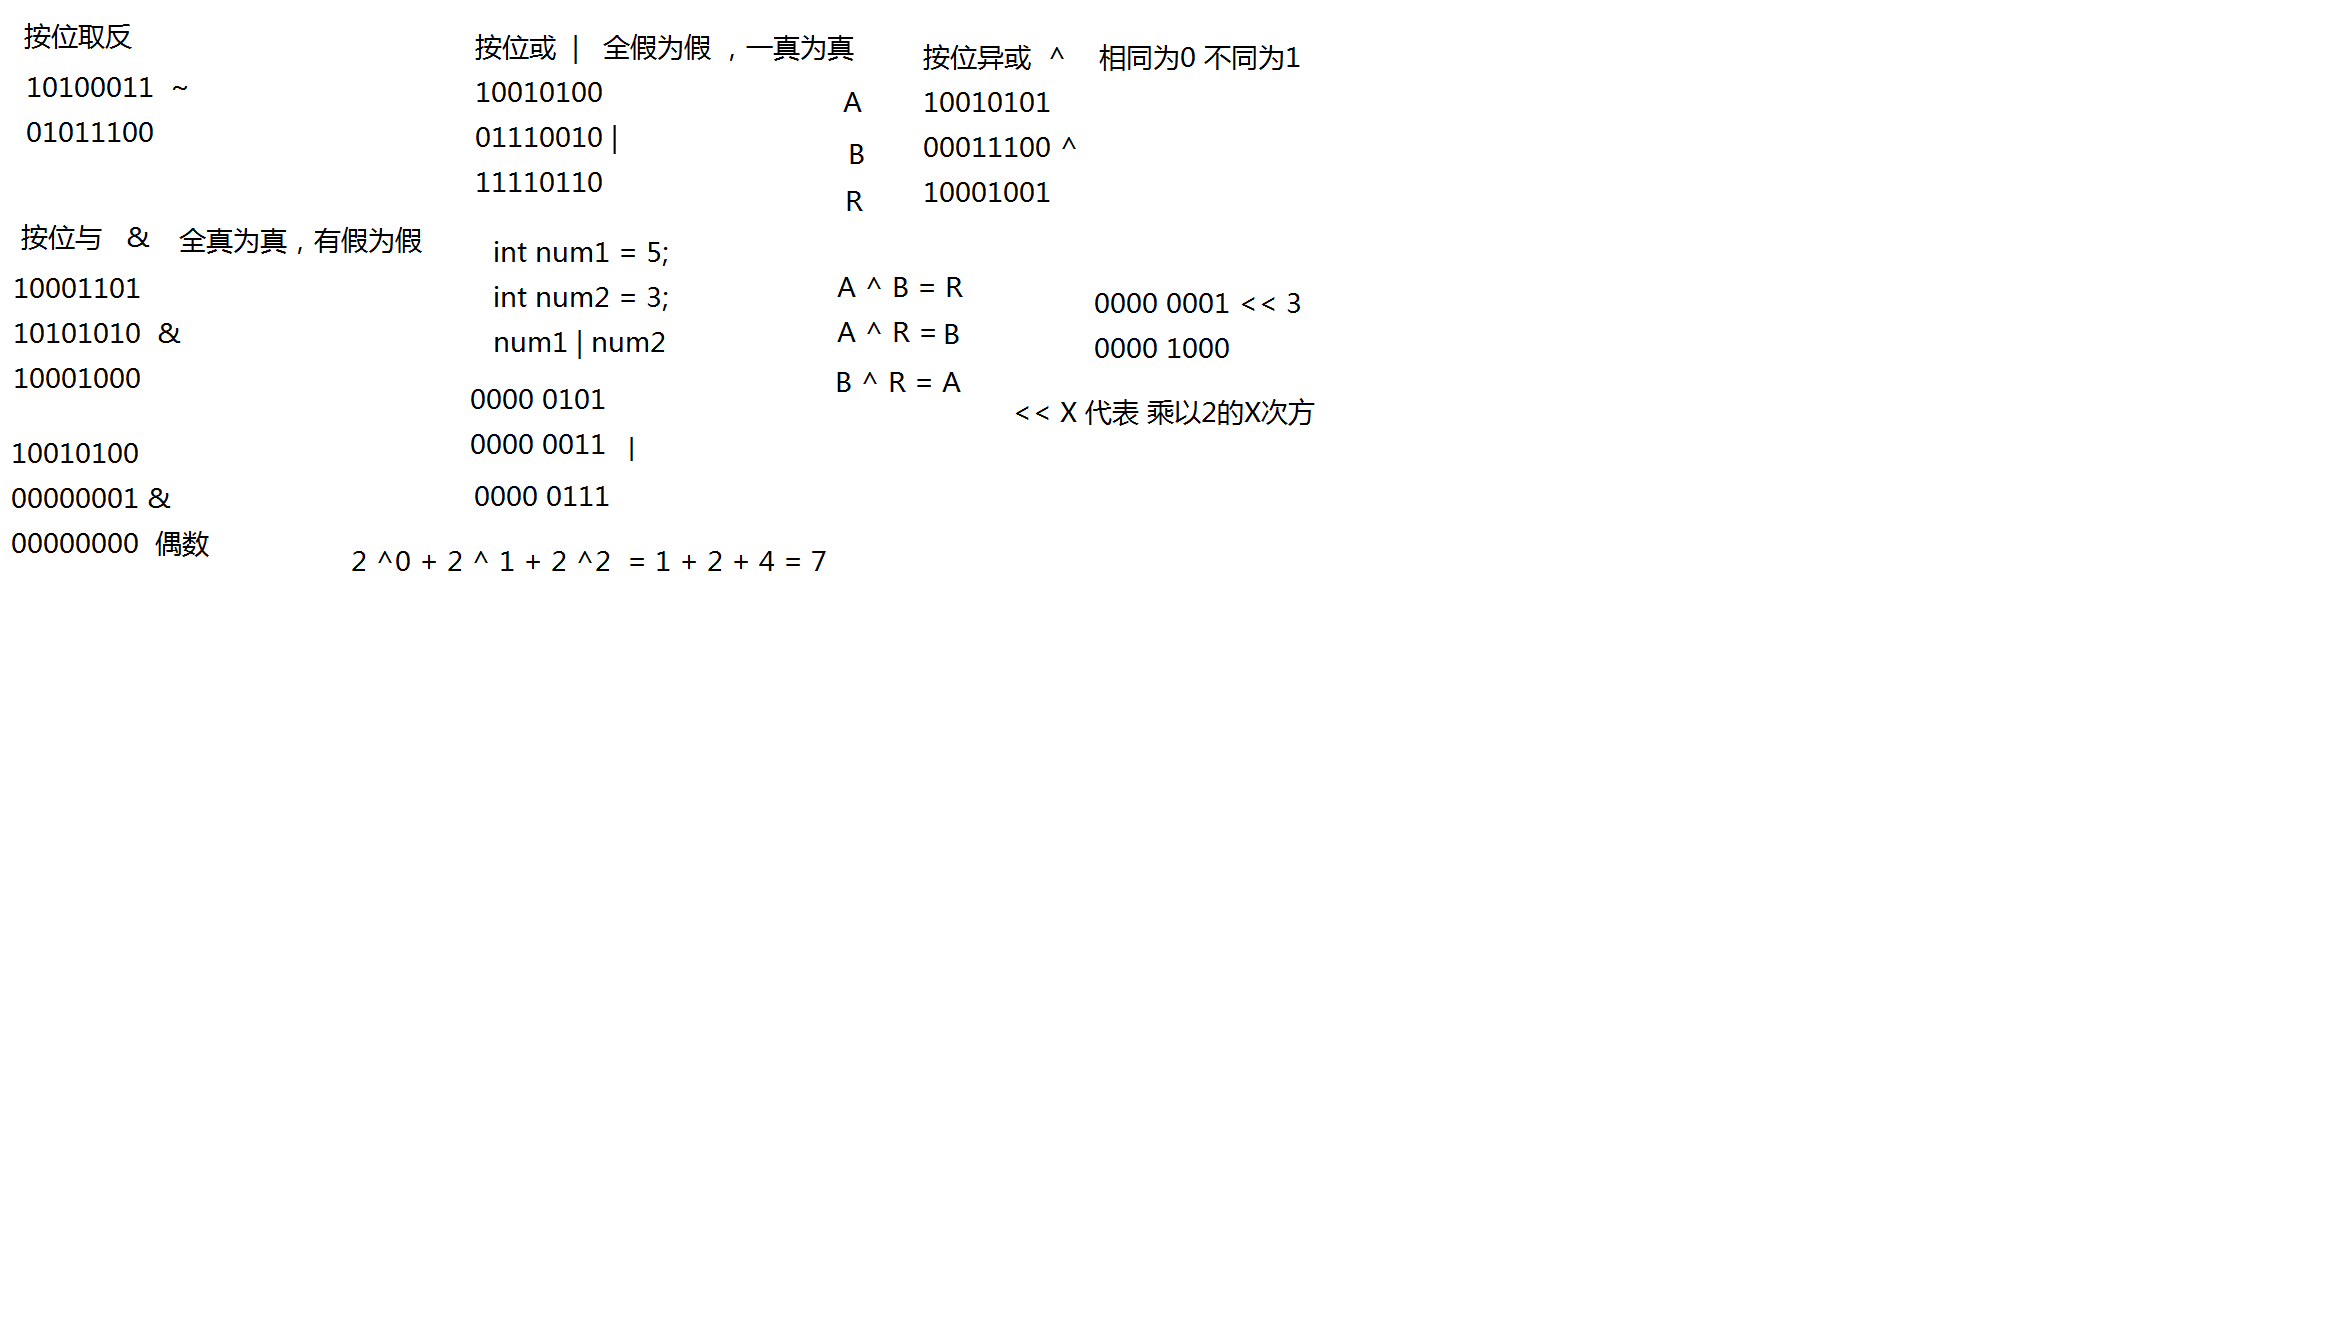 按位取反
10100011 ~
01011100
按位与 & 全真为真，有假为假
10001101
10101010 &
10001000
10010100
00000001 &
00000000 偶数
按位或 | 全假为假 ，一真为真
10010100
01110010 |
11110110
int num1 = 5;
int num2 = 3;
num1 | num2
0000 0101
0000 0011 |
0000 0111
2 ^0 + 2 ^ 1 + 2 ^2 = 1 + 2 + 4 = 7
按位异或 ^ 相同为0 不同为1
A 10010101
B 00011100 ^
R 10001001
A ^ B = R
A ^ R = B
B ^ R = A
0000 0001 << 3
0000 1000
<< X 代表 乘以2的X次方